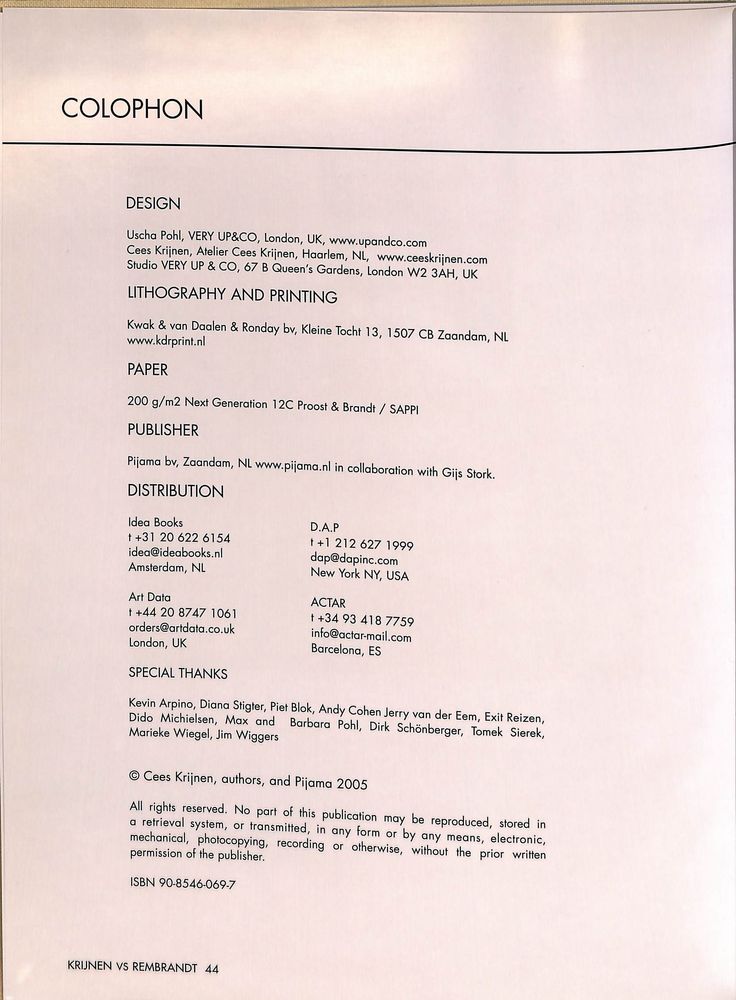 COLOPHON
DESIGN
Uscha Pohl, VERY UP&CO, London, UK, www.upandco.com
Cees Krijnen, Atelier Cees Krijnen, Haarlem, NL, www.ceeskrijnen.com
Studio VERY UP & CO, 67 B Queen's Gardens, London W2 3AH, UK
LITHOGRAPHY AND PRINTING
Kwak & van Daalen & Ronday bv, Kleine Tocht 13, 1507 CB Zaandam, NL
www.kdrprint.nl
PAPER
200 g/m2 Next Generation 12C Proost & Brandt / SAPPI
PUBLISHER
Pijama bv, Zaandam, NL www.pijama.nl in collaboration with Gijs Stork.
DISTRIBUTION
Idea Books
t +31 20 622 6154
idea@ideabooks.nl
Amsterdam, NL
D.A.P
t +1 212 627 1999
dap@dapinc.com
New York NY, USA
Art Data
t +44 20 8747 1061
orders@artdata.co.uk
London, UK
ACTAR
t +34 93 418 7759
info@actar-mail.com
Barcelona, ES
SPECIAL THANKS
Kevin Arpino, Diana Stigter, Piet Blok, Andy Cohen Jerry van der Eem, Exit Reizen,
Dido Michielsen, Max and Barbara Pohl, Dirk Schönberger, Tomek Sierek,
Marieke Wiegel, Jim Wiggers
© Cees Krijnen, authors, and Pijama 2005
All rights reserved. No part of this publication may be reproduced, stored in
a retrieval system, or transmitted, in any form or by any means, electronic,
mechanical, photocopying, recording or otherwise, without the prior written
permission of the publisher.
ISBN 90-8546-069-7
KRIJNEN VS REMBRANDT 44